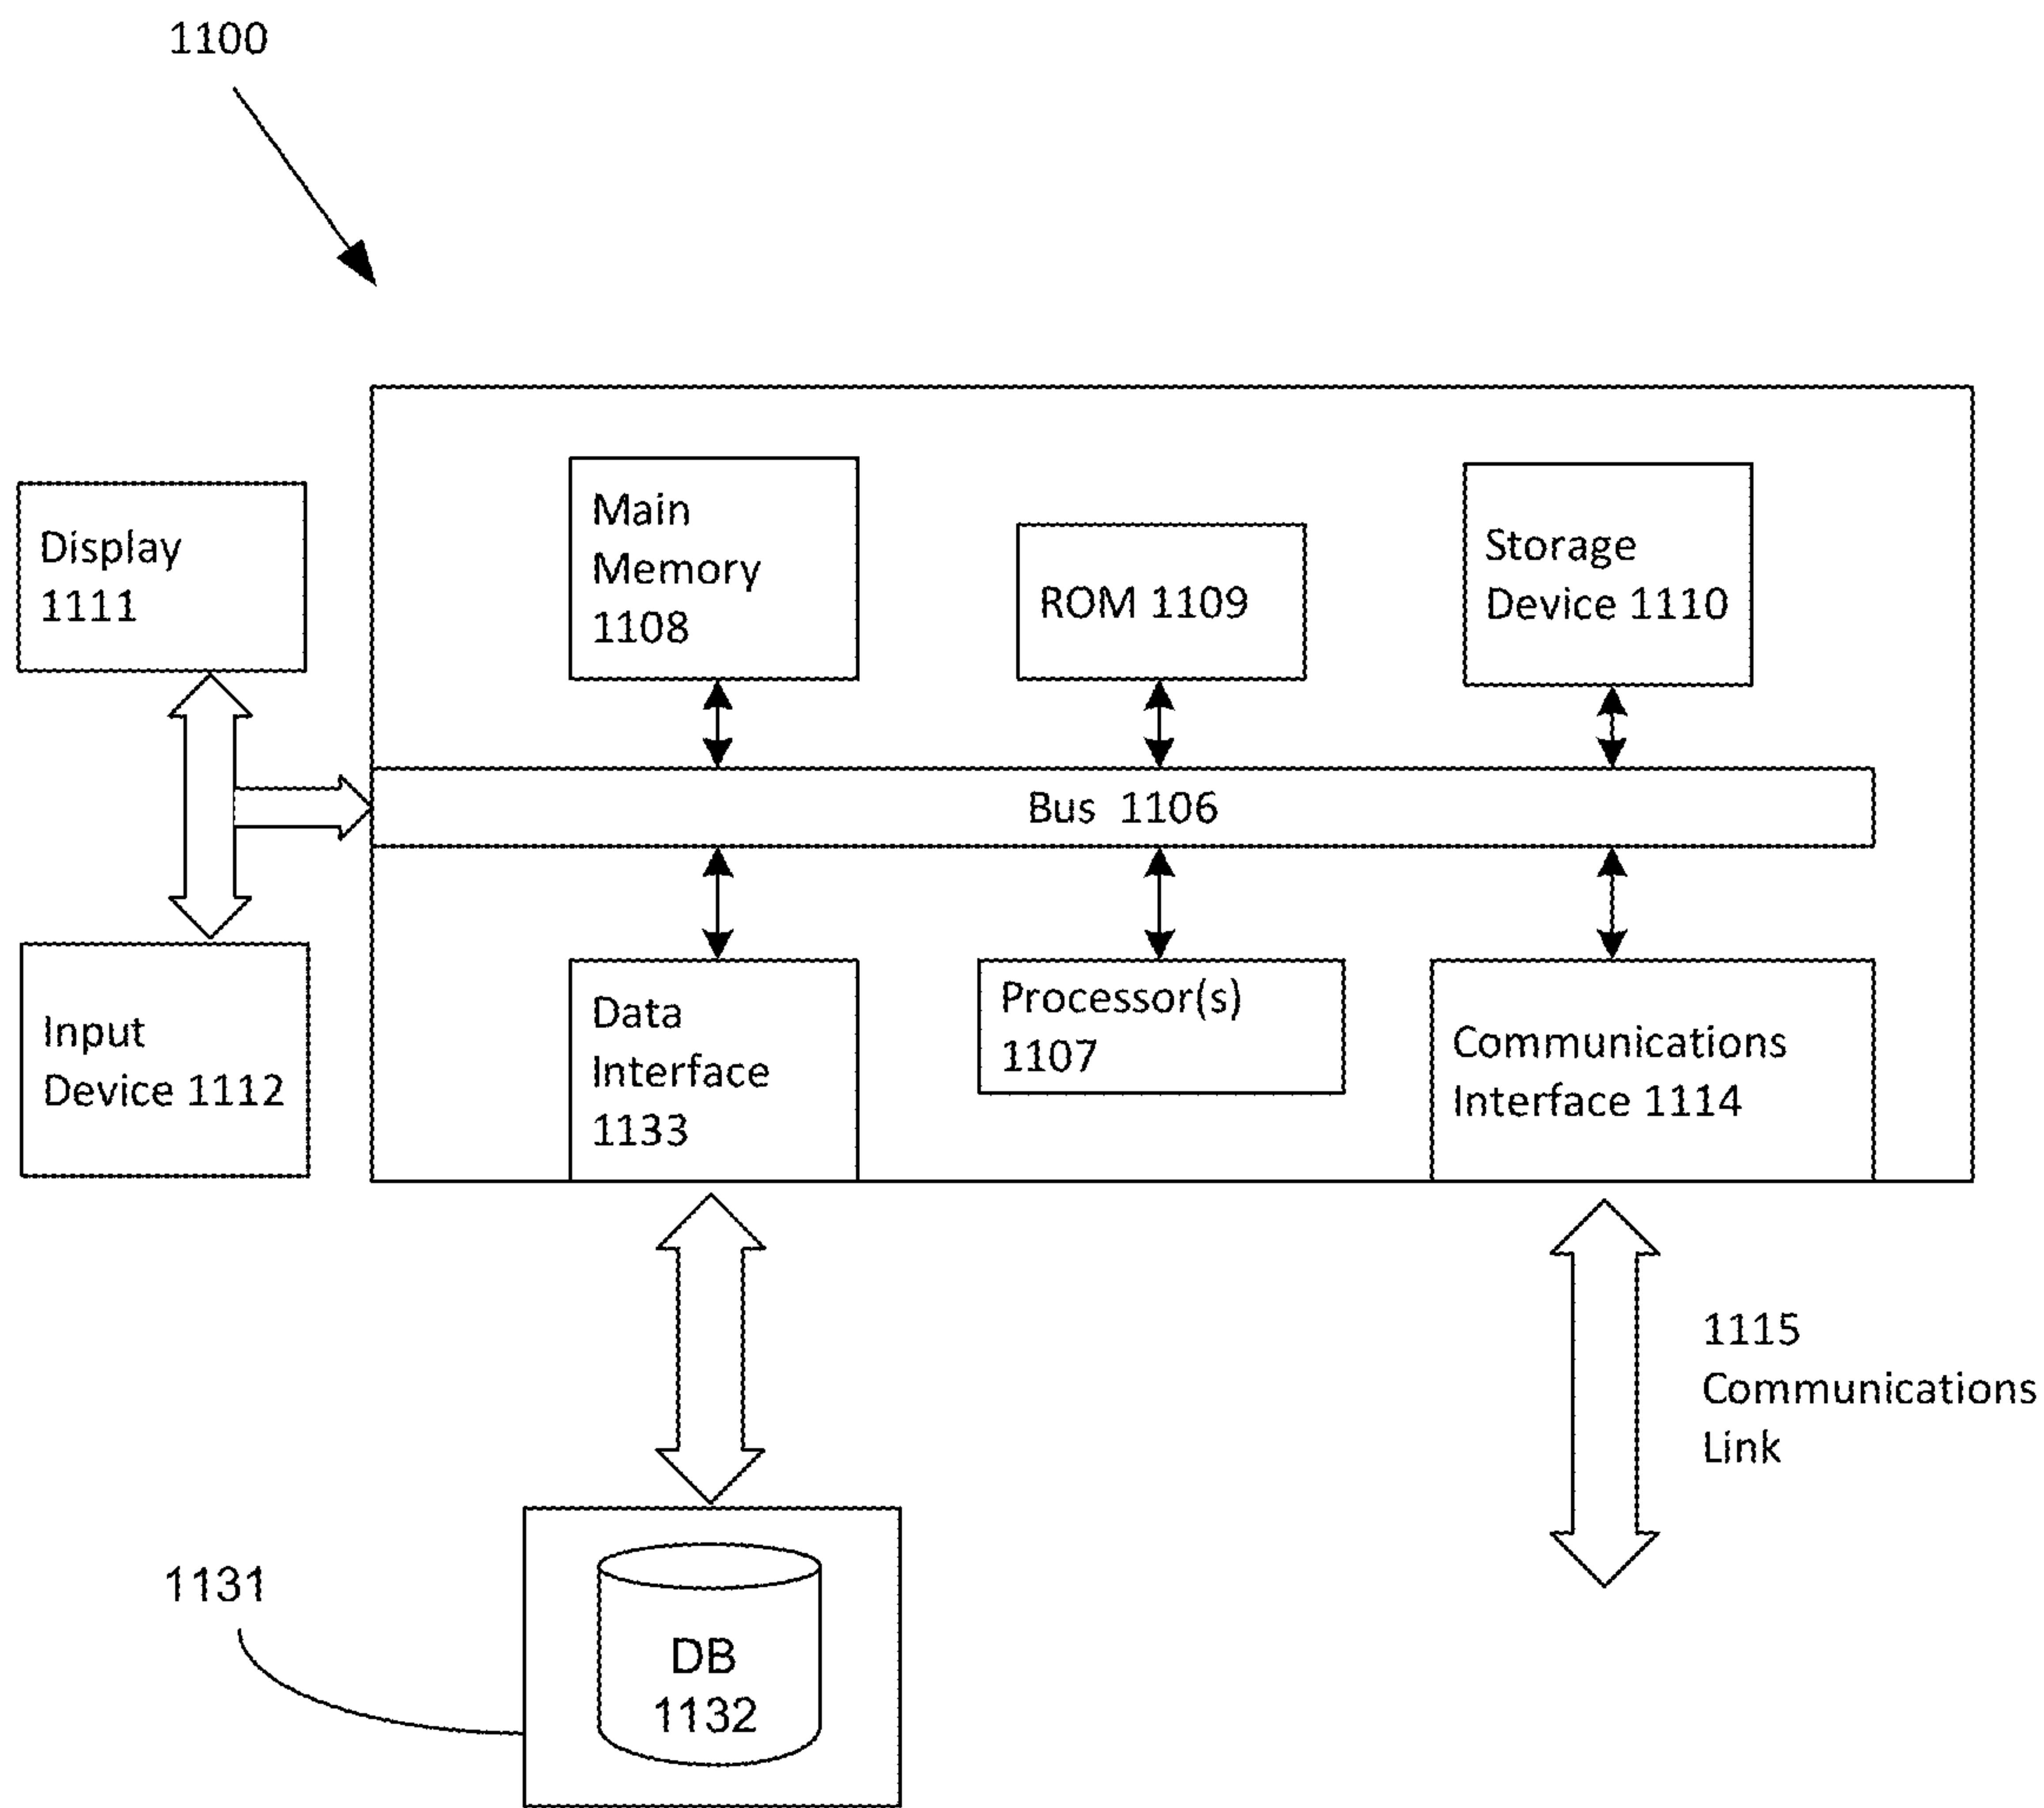 1100
Display
1111
Main
Memory
1108
ROM 1109
Storage
Device 1110
Bus 1106
Input
Device 1112
Data
Interface
1133
Processor(s)
1107
Communications
Interface 1114
1115
Communications
Link
1131
DB
1132